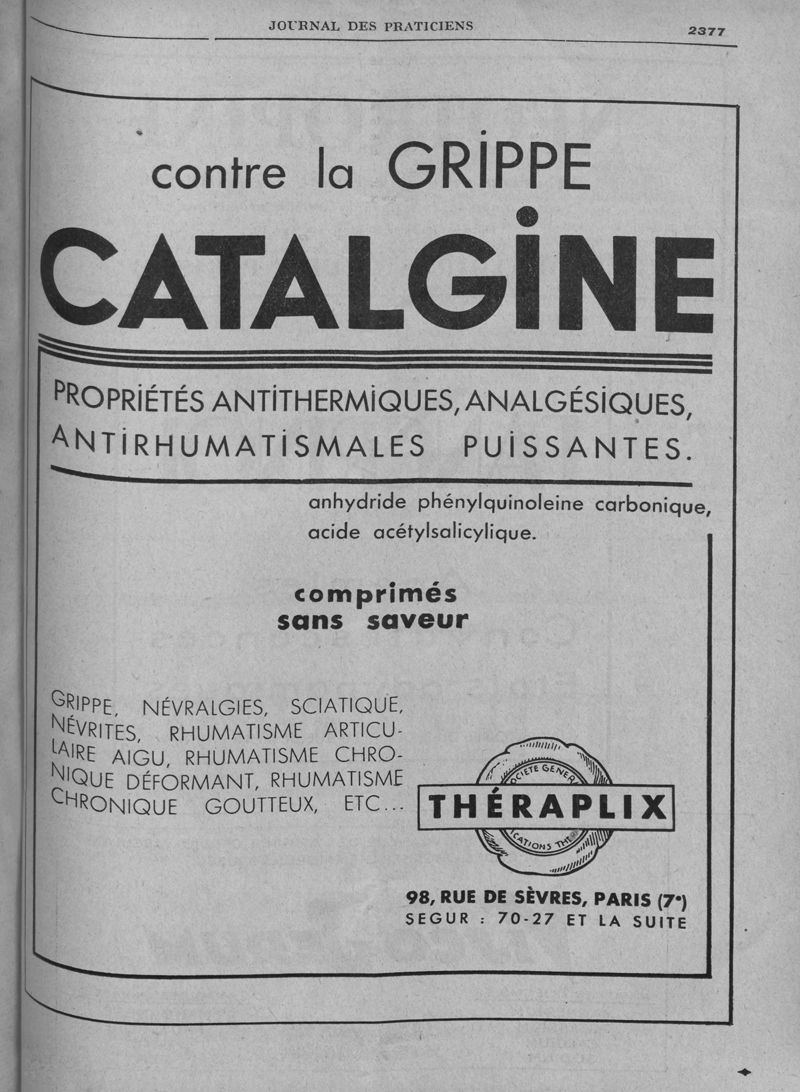 JOURNAL DES PRATICIENS
2377
contre la GRIPPE
CATALGINE
PROPRIÉTÉS ANTITHERMIQUES, ANALGÉSIQUES,
ANTIRHUMATISMALES PUISSANTES.
anhydride phénylquinoleine carbonique,
acide acétylsalicylique.
comprimés
sans saveur
GRIPPE, NÉVRALGIES, SCIATIQUE,
NÉVRITES, RHUMATISME ARTICU-
LAIRE AIGU, RHUMATISME CHRO-
NIQUE DÉFORMANT, RHUMATISME
CHRONIQUE GOUTTEUX, ETC...
THÉRAPLIX
98, RUE DE SÈVRES, PARIS (7e)
SEGUR : 70-27 ET LA SUITE